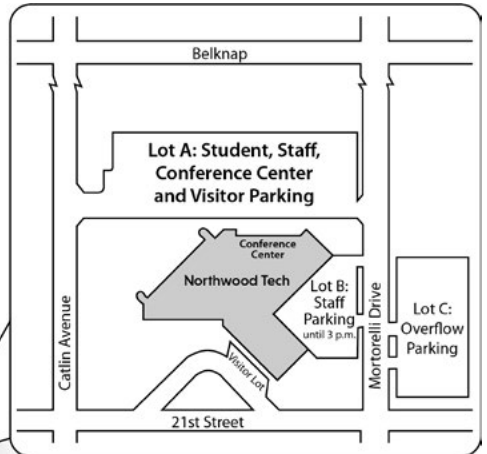 Belknap
Lot A: Student, Staff,
Conference Center
and Visitor Parking
Conference
Center
Northwood Tech
Lot B:
Staff
Parking
until 3 p.m.
Lot C:
Overflow
Parking
Catlin Avenue
Mortorelli Drive
Visitor Lot
21st Street